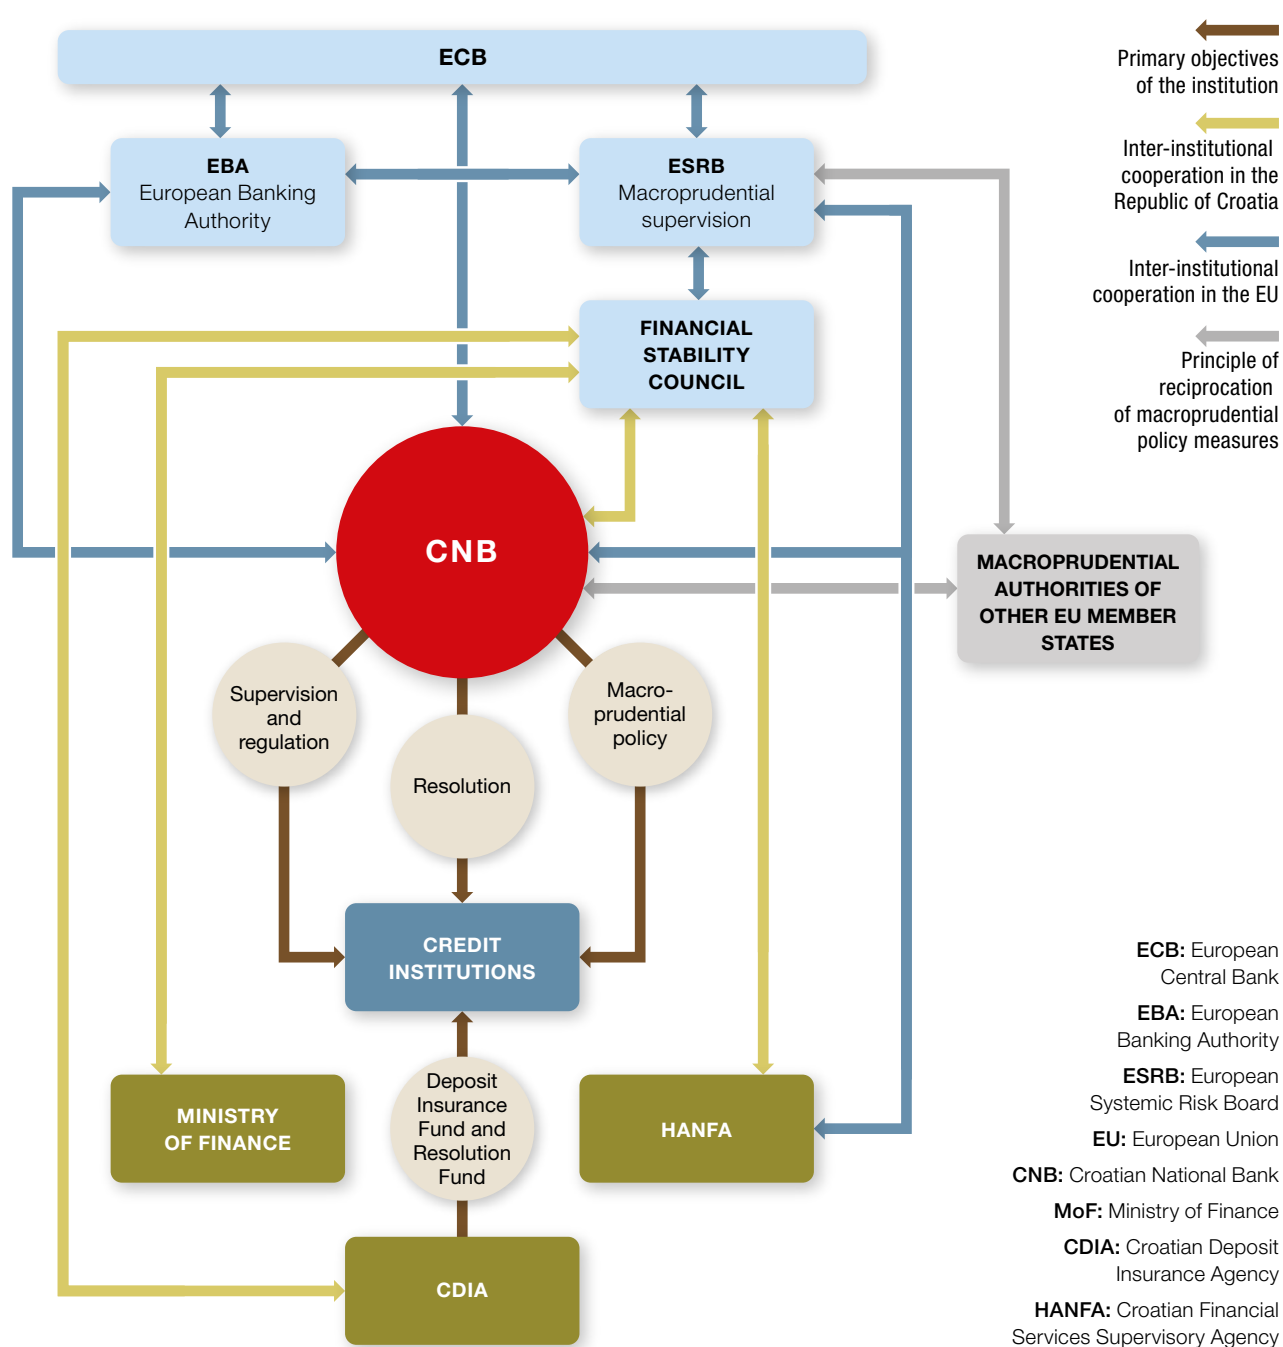 ECB
EBA
European Banking
Authority
ESRB
Macroprudential
supervision
FINANCIAL
STABILITY
COUNCIL
CNB
MACROPRUDENTIAL
AUTHORITIES OF
OTHER EU MEMBER
STATES
Supervision
and
regulation
Resolution
Macro-
prudential
policy
CREDIT
INSTITUTIONS
MINISTRY
OF FINANCE
Deposit
Insurance
Fund and
Resolution
Fund
HANFA
CDIA
Primary objectives
of the institution
Inter-institutional
cooperation in the
Republic of Croatia
Inter-institutional
cooperation in the EU
Principle of
reciprocation
of macroprudential
policy measures
ECB: European
Central Bank
EBA: European
Banking Authority
ESRB: European
Systemic Risk Board
EU: European Union
CNB: Croatian National Bank
MoF: Ministry of Finance
CDIA: Croatian Deposit
Insurance Agency
HANFA: Croatian Financial
Services Supervisory Agency